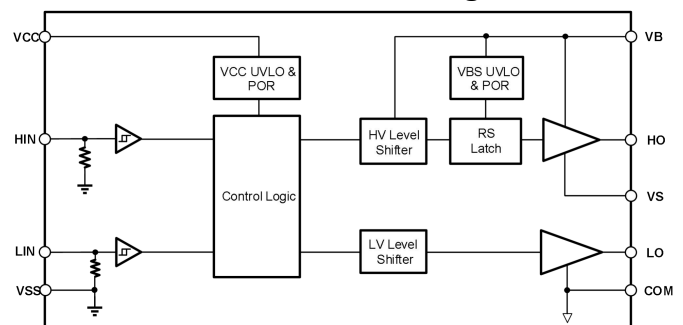 VCC
VB
VCC UVLO &
POR
VBS UVLO
& POR
HIN
HV Level
Shifter
RS
Latch
HO
Control Logic
VS
LIN
LV Level
Shifter
LO
VSS
COM